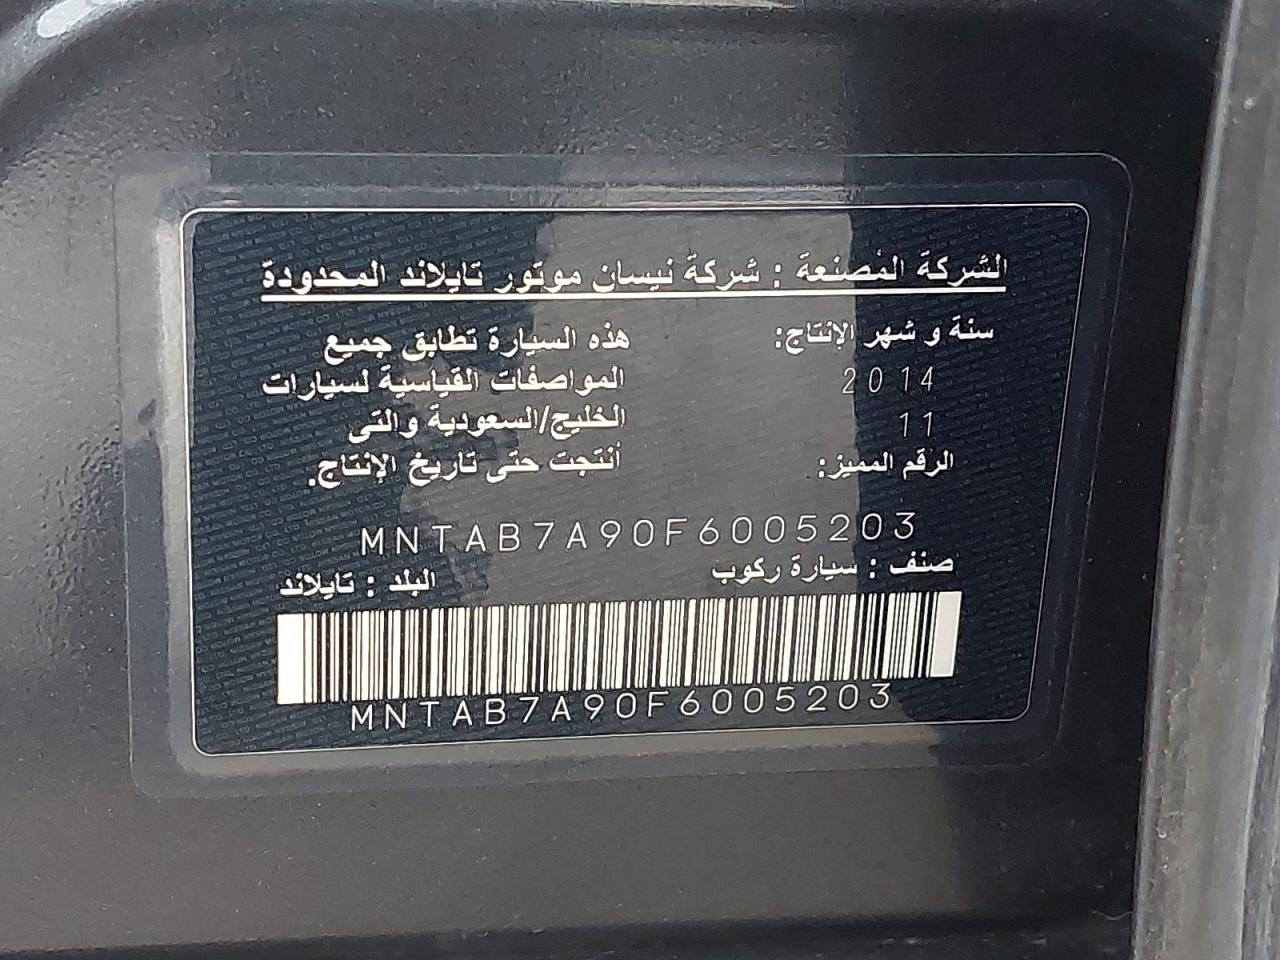 الشركة المصنعة : شركة نيسان موتور تايلاند المحدودة
سنة و شهر الإنتاج:
2014
11
الرقم المميز:
هذه السيارة تطابق جميع
المواصفات القياسية لسيارات
الخليج/السعودية والتى
أنتجت حتى تاريخ الإنتاج.
MNTAB7A90F6005203
صنف : سيارة ركوب
البلد : تايلاند
MNTAB7A90F6005203